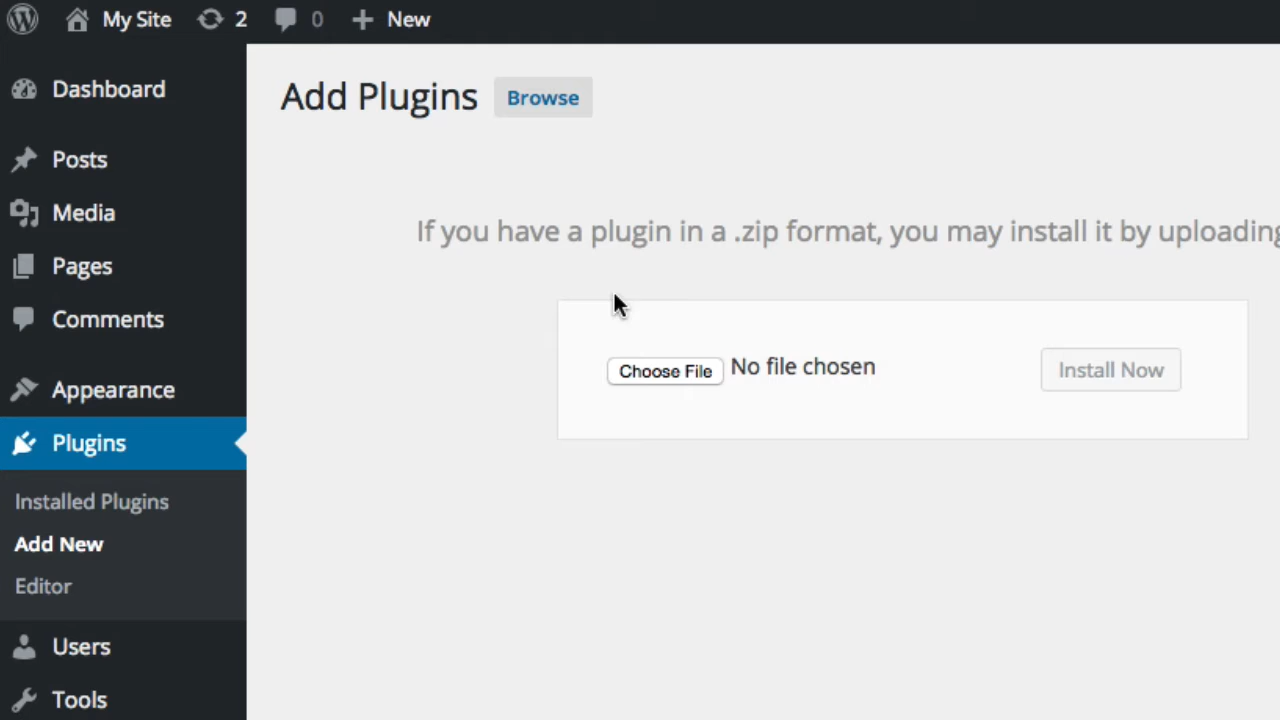 My Site 2 0 New
Dashboard
Posts
Media
Pages
Comments
Appearance
Plugins
Installed Plugins
Add New
Editor
Users
Tools
Add Plugins Browse
If you have a plugin in a .zip format, you may install it by uploading
Choose File No file chosen Install Now